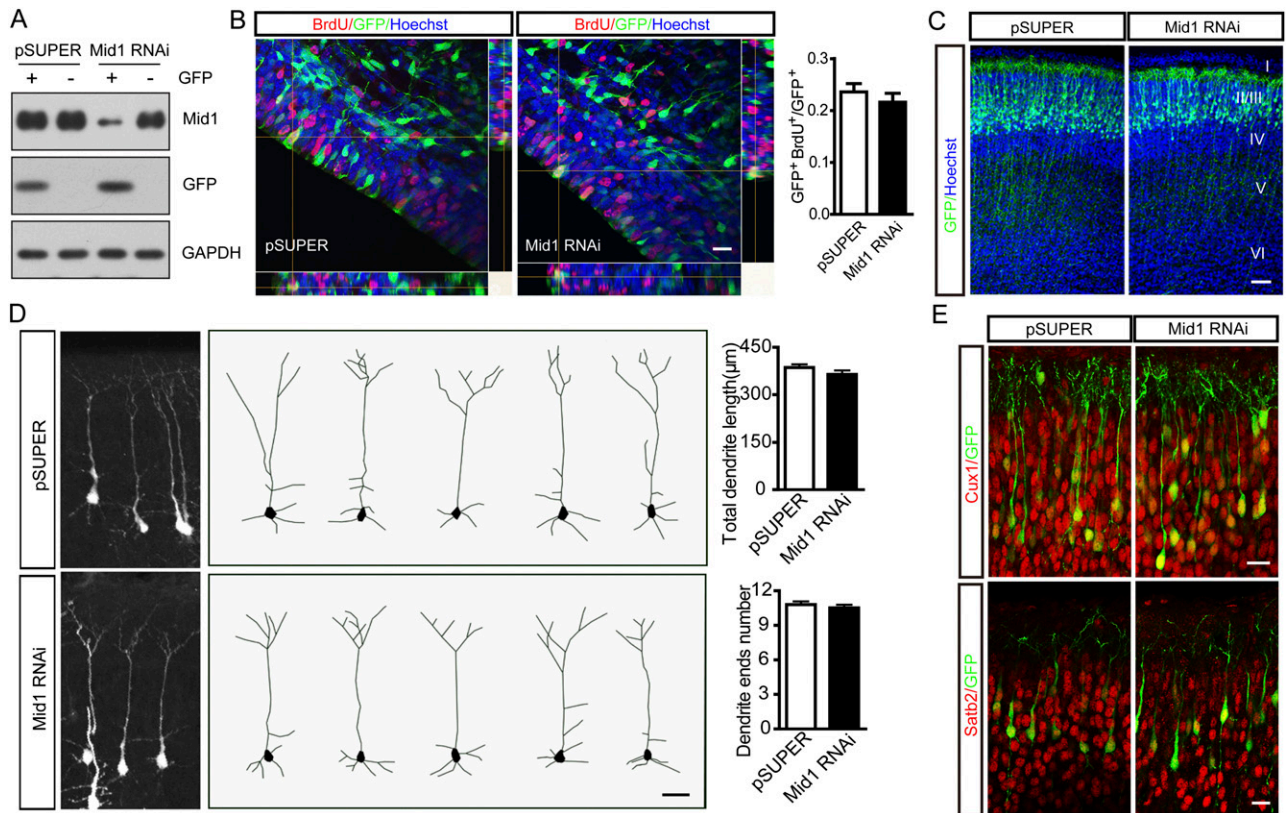 A
pSUPER Mid1 RNAi
+ - + - GFP
Mid1
GFP
GAPDH
B
BrdU/GFP/Hoechst
BrdU/GFP/Hoechst
pSUPER
Mid1 RNAi
GFP+ BrdU+/GFP+
0.3
0.2
0.1
0.0
pSUPER
Mid1 RNAi
C
pSUPER
Mid1 RNAi
GFP/Hoechst
I
II/III
IV
V
VI
D
pSUPER
Mid1 RNAi
Total dendrite length(μm)
450
300
150
0
pSUPER
Mid1 RNAi
Dendrite ends number
12
9
6
3
0
pSUPER
Mid1 RNAi
E
pSUPER
Mid1 RNAi
Cux1/GFP
Satb2/GFP